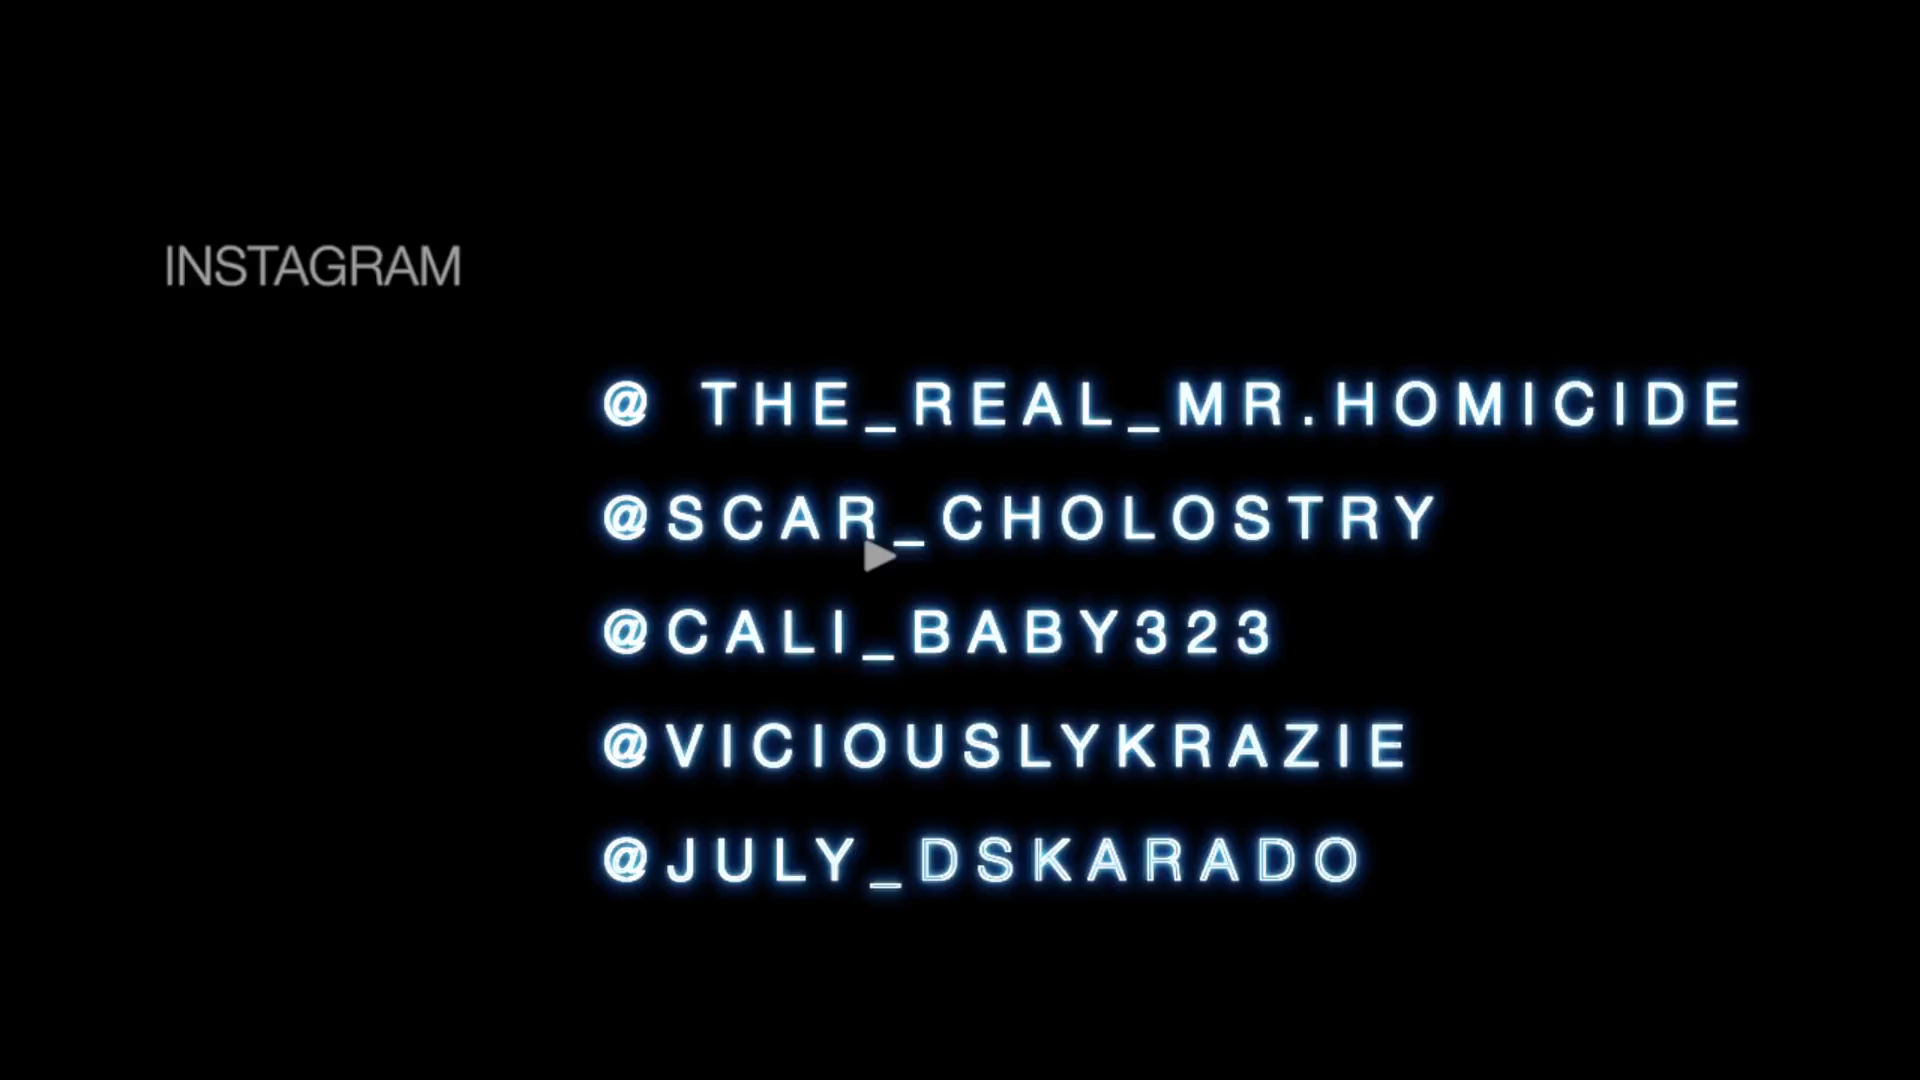 INSTAGRAM
@ THE_REAL_MR.HOMICIDE
@SCAR_CHOLOSTRY
@CALI_BABY323
@VICIOUSLYKRAZIE
@JULY_DSKARADO